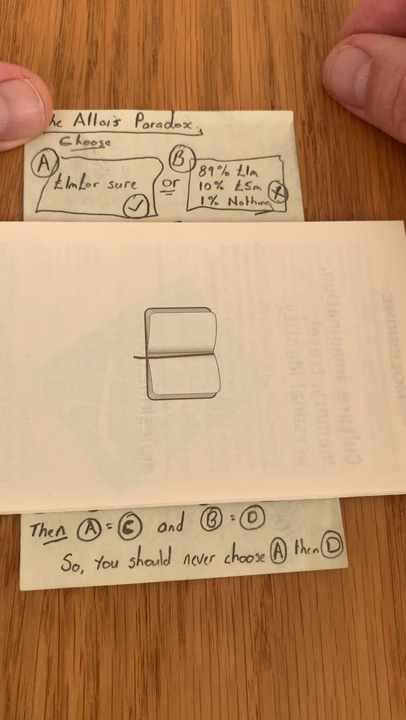 he Allais Paradox
Choose
A B
£1m for sure or 89% £1m
10% £5m
1% Nothing
Then A = C and B = D
So, you should never choose A then D